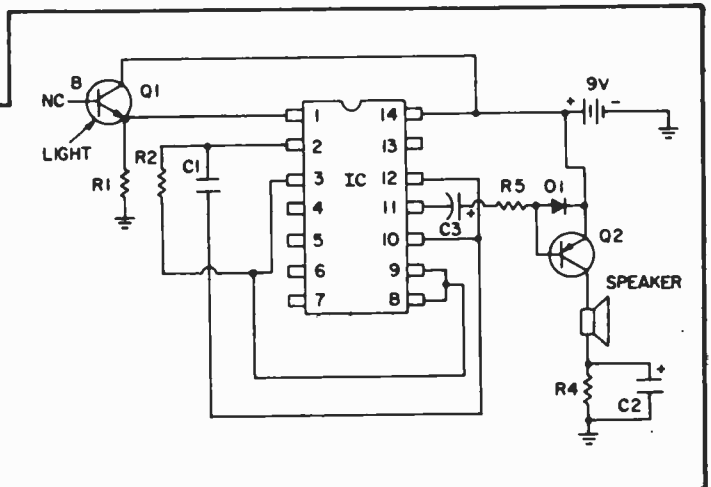 B
Q1
NC
LIGHT
R1
R2
C1
IC
1
2
3
4
5
6
7
14
13
12
11
10
9
8
C3
+
R5
D1
+ 9V -
Q2
SPEAKER
R4
+
C2